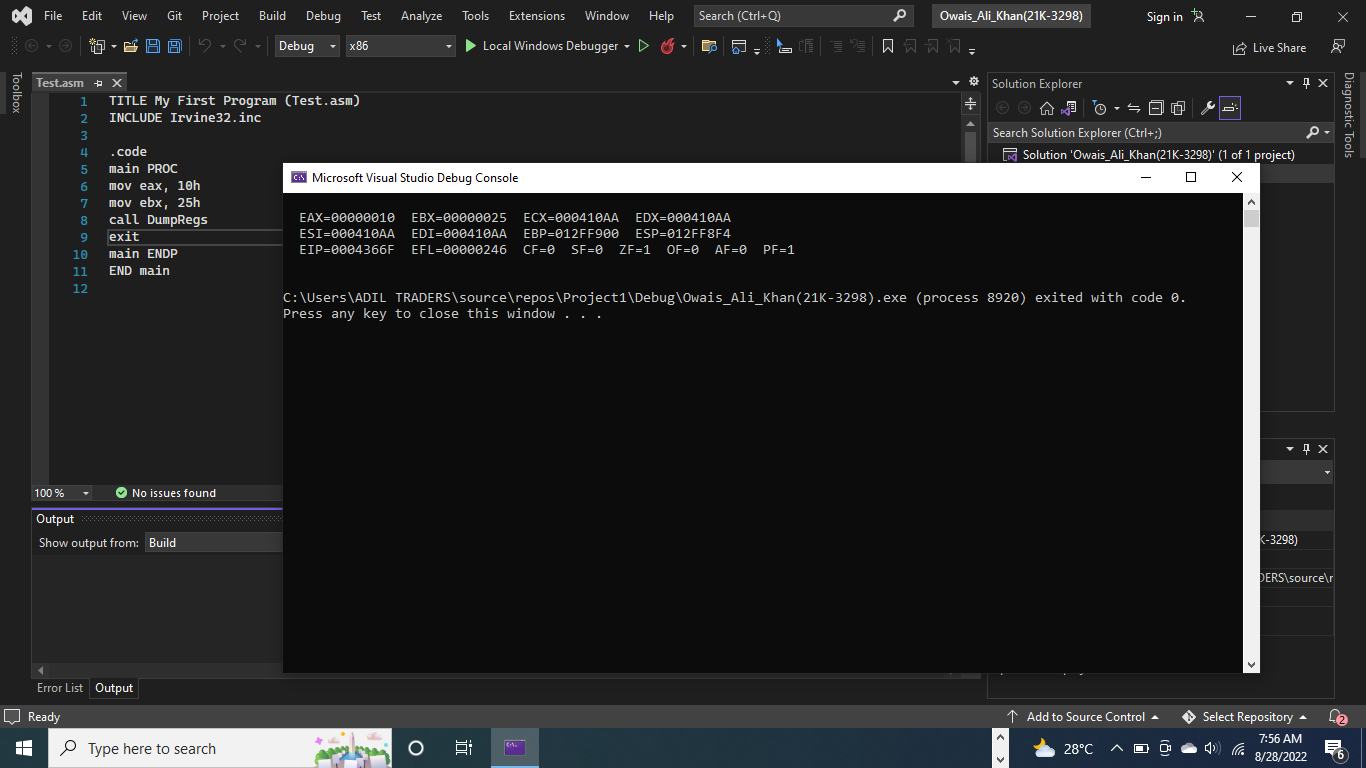 File Edit View Git Project Build Debug Test Analyze Tools Extensions Window Help Search (Ctrl+Q) Owais_Ali_Khan(21K-3298) Sign in
Debug x86 Local Windows Debugger Live Share
Toolbox
Test.asm
1 TITLE My First Program (Test.asm)
2 INCLUDE Irvine32.inc
3
4 .code
5 main PROC
6 mov eax, 10h
7 mov ebx, 25h
8 call DumpRegs
9 exit
10 main ENDP
11 END main
12
100 % No issues found
Output
Show output from: Build
Error List Output
Solution Explorer
Search Solution Explorer (Ctrl+;)
Solution 'Owais_Ali_Khan(21K-3298)' (1 of 1 project)
Diagnostic Tools
Microsoft Visual Studio Debug Console
EAX=00000010 EBX=00000025 ECX=000410AA EDX=000410AA
ESI=000410AA EDI=000410AA EBP=012FF900 ESP=012FF8F4
EIP=0004366F EFL=00000246 CF=0 SF=0 ZF=1 OF=0 AF=0 PF=1
C:\Users\ADIL TRADERS\source\repos\Project1\Debug\Owais_Ali_Khan(21K-3298).exe (process 8920) exited with code 0.
Press any key to close this window . . .
K-3298)
DERS\source\r
Ready Add to Source Control Select Repository 2
Type here to search 28°C 7:56 AM
8/28/2022 6